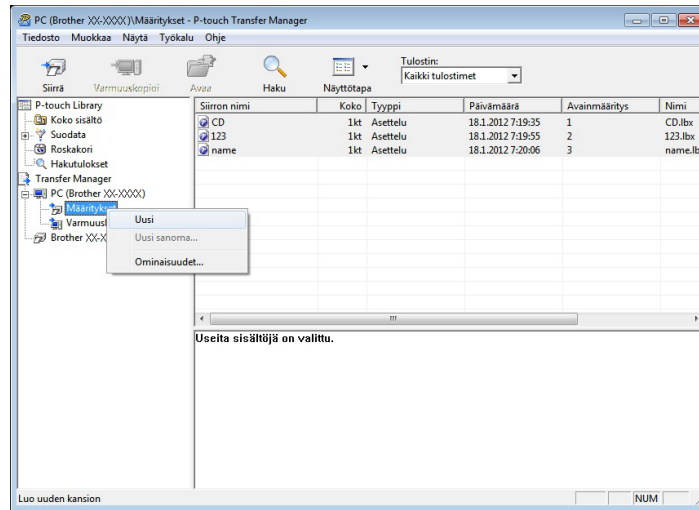 PC (Brother XX-XXXX)\Määritykset - P-touch Transfer Manager
Tiedosto Muokkaa Näytä Työkalu Ohje
Siirrä Varmuuskopioi Avaa Haku Näyttötapa
Tulostin:
Kaikki tulostimet
P-touch Library
Koko sisältö
Suodata
Roskakori
Hakutulokset
Transfer Manager
PC (Brother XX-XXXX)
Määritykset
Brother XX-X
Uusi
Uusi sanoma...
Ominaisuudet...
Siirron nimi Koko Tyyppi Päivämäärä Avainmääritys Nimi
CD 1kt Asettelu 18.1.2012 7:19:35 1 CD.lbx
123 1kt Asettelu 18.1.2012 7:19:55 2 123.lbx
name 1kt Asettelu 18.1.2012 7:20:06 3 name.lb
Useita sisältöjä on valittu.
Luo uuden kansion
NUM